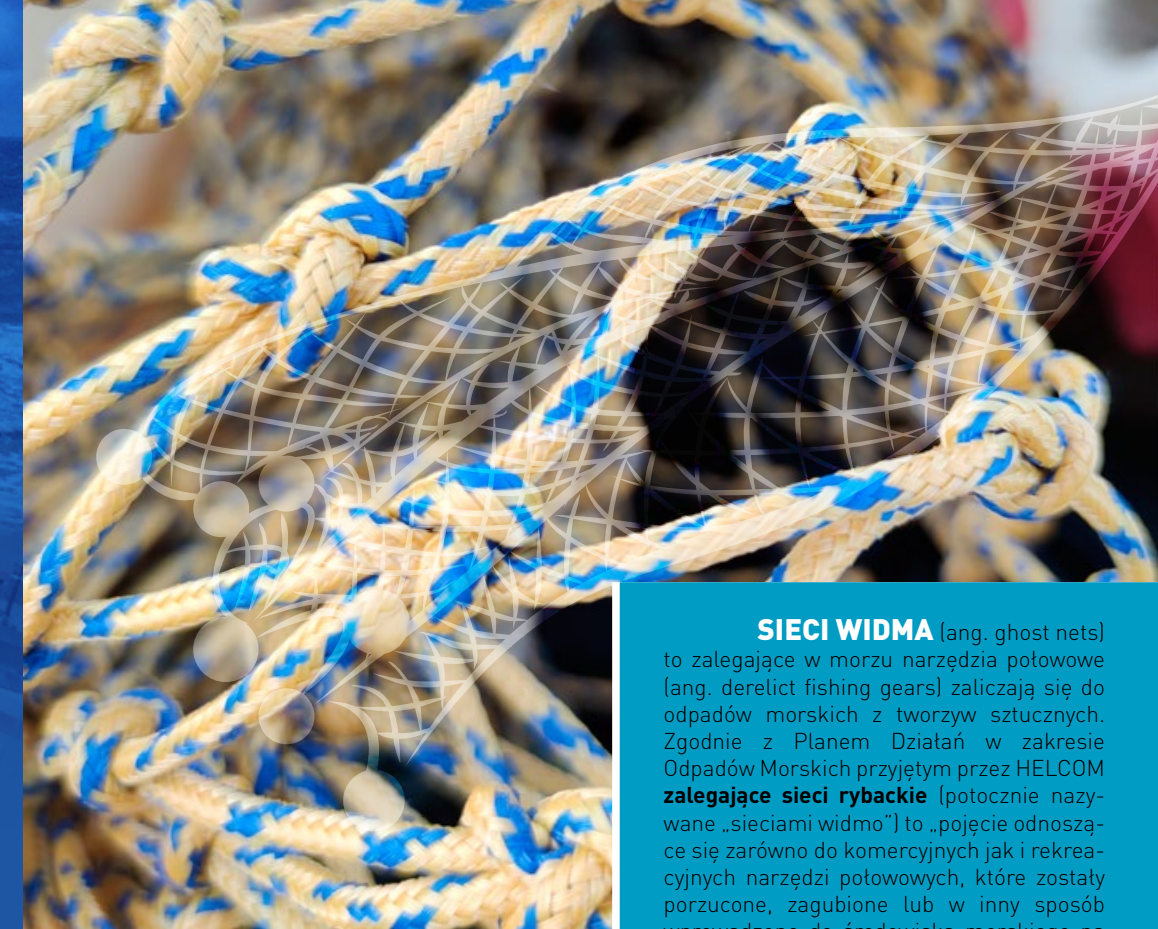 SIECI WIDMA (ang. ghost nets)
to zalegające w morzu narzędzia połowowe
(ang. derelict fishing gears) zaliczają się do
odpadów morskich z tworzyw sztucznych.
Zgodnie z Planem Działań w zakresie
Odpadów Morskich przyjętym przez HELCOM
zalegające sieci rybackie (potocznie nazy-
wane „sieciami widmo”) to „pojęcie odnoszą-
ce się zarówno do komercyjnych jak i rekrea-
cyjnych narzędzi połowowych, które zostały
porzucone, zagubione lub w inny sposób